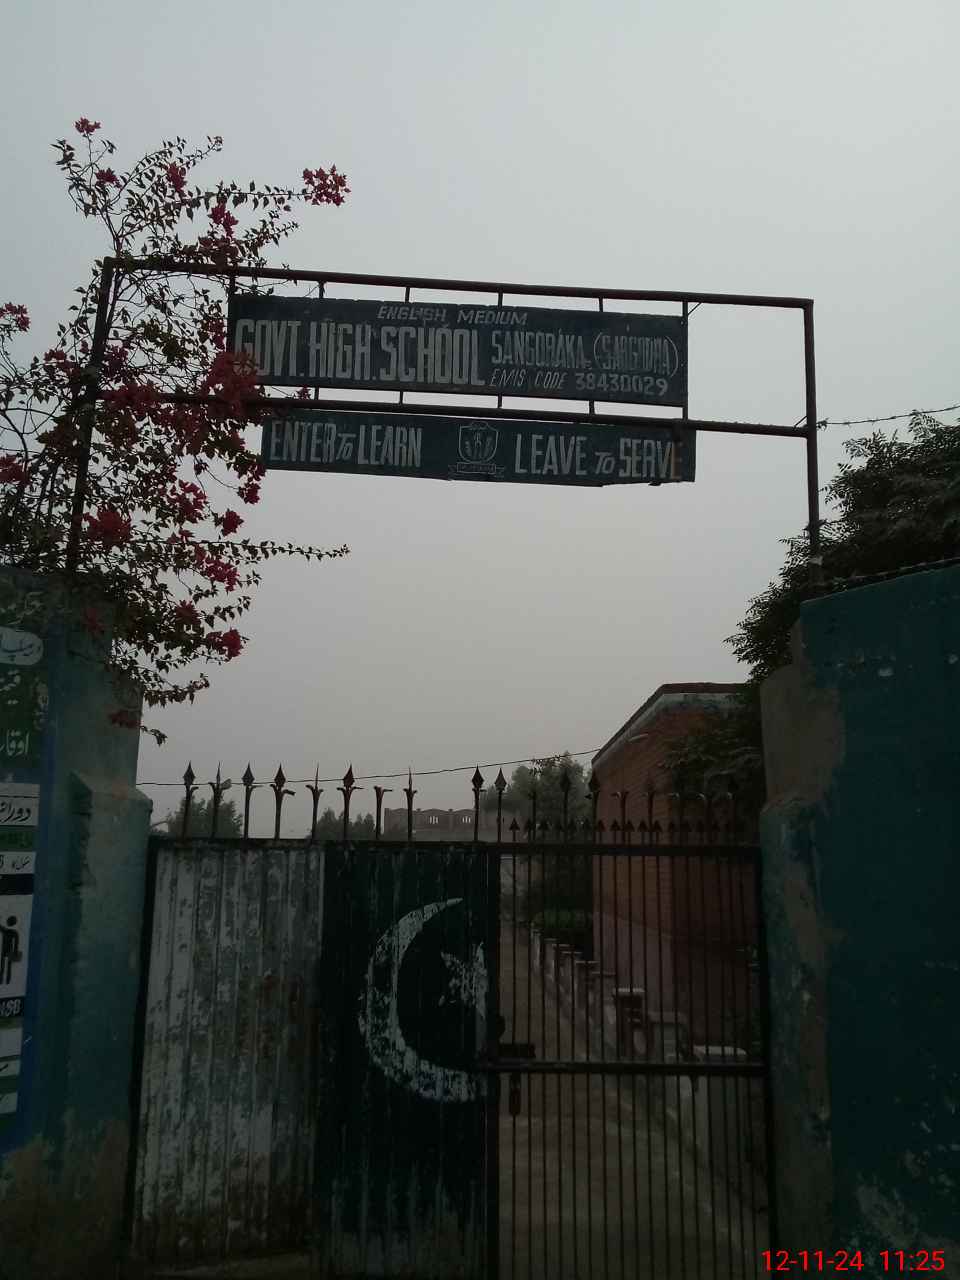 ENGLISH MEDIUM
GOVT. HIGH. SCHOOL SANGORAKA. (SARGODHA)
EMIS CODE 38430029
ENTER TO LEARN LEAVE TO SERVE
اوقات
12-11-24 11:25